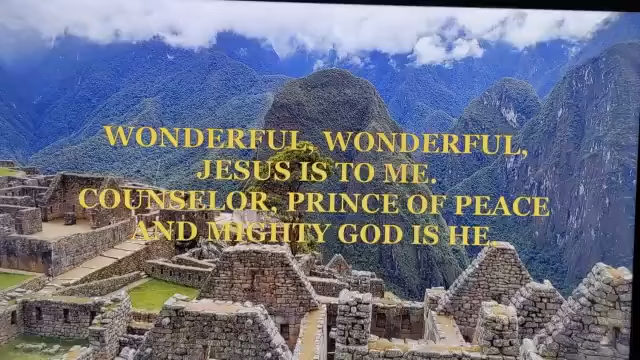 WONDERFUL, WONDERFUL,
JESUS IS TO ME.
COUNSELOR, PRINCE OF PEACE
AND MIGHTY GOD IS HE.